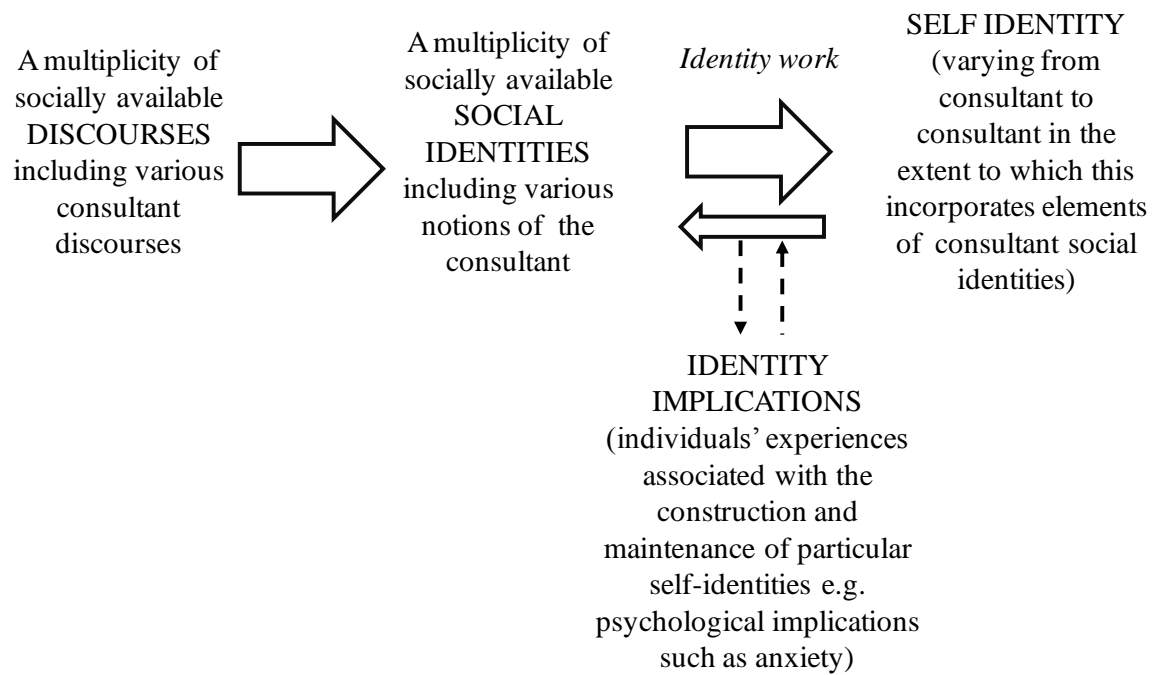 A multiplicity of
socially available
DISCOURSES
including various
consultant
discourses
A multiplicity of
socially available
SOCIAL
IDENTITIES
including various
notions of the
consultant
Identity work
SELF IDENTITY
(varying from
consultant to
consultant in the
extent to which this
incorporates elements
of consultant social
identities)
IDENTITY
IMPLICATIONS
(individuals’ experiences
associated with the
construction and
maintenance of particular
self-identities e.g.
psychological implications
such as anxiety)